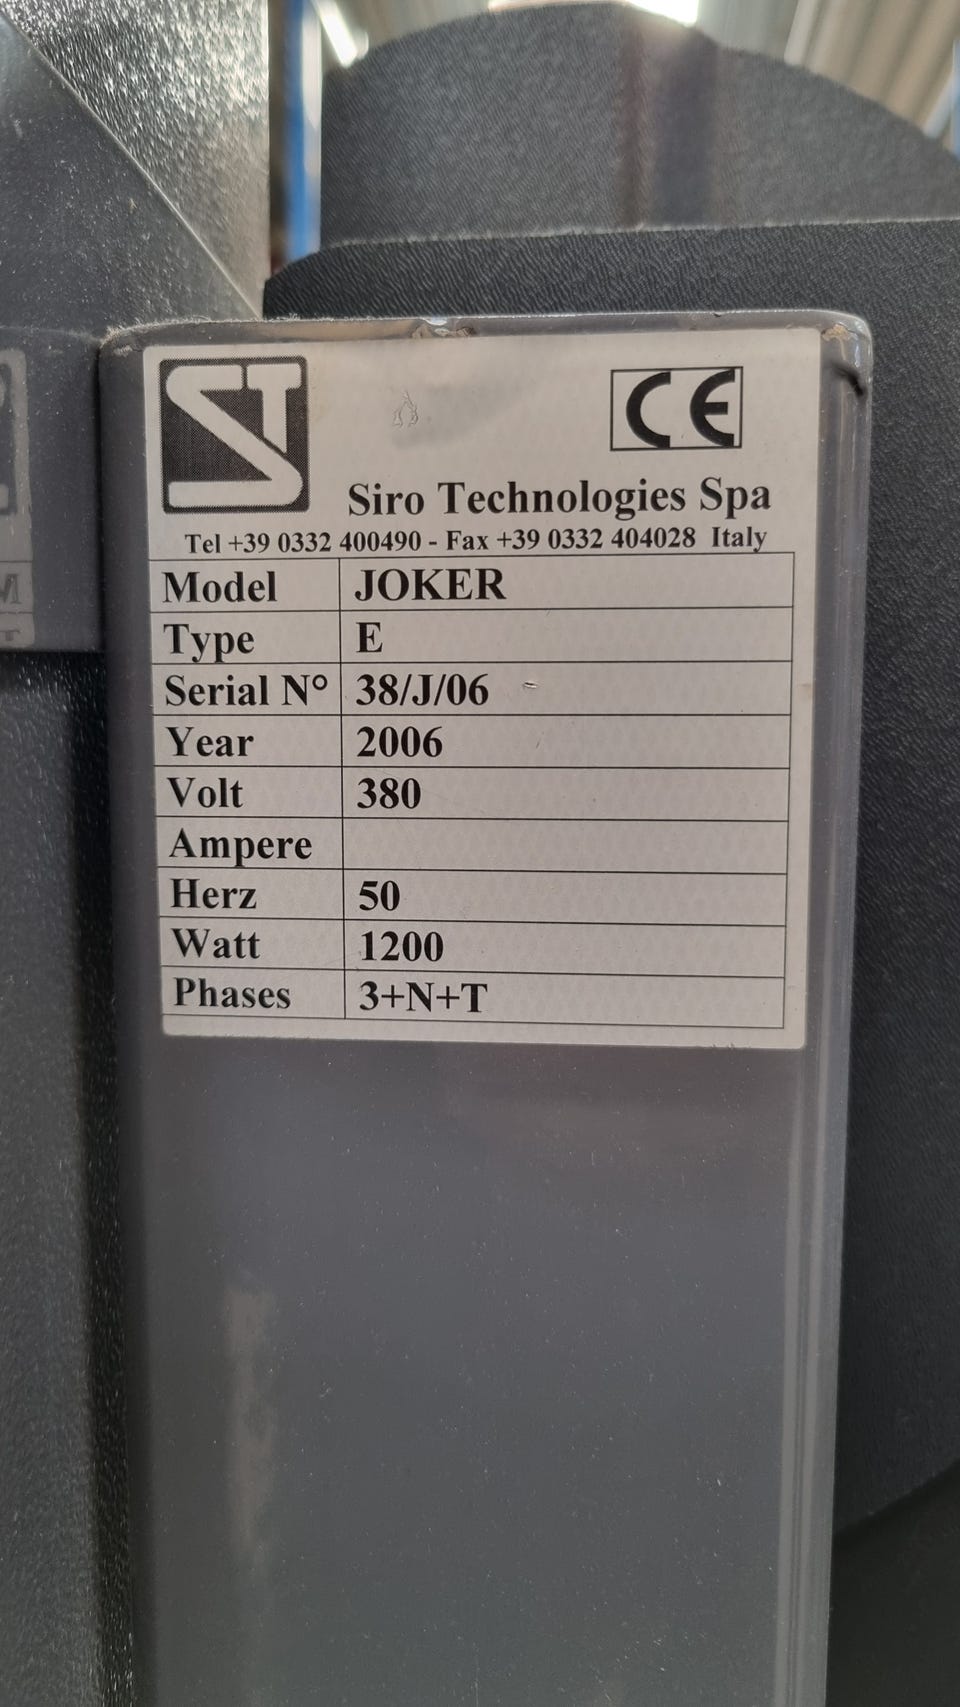 ST
CE
Siro Technologies Spa
Tel +39 0332 400490 - Fax +39 0332 404028 Italy
Model JOKER
Type E
Serial N° 38/J/06
Year 2006
Volt 380
Ampere
Herz 50
Watt 1200
Phases 3+N+T